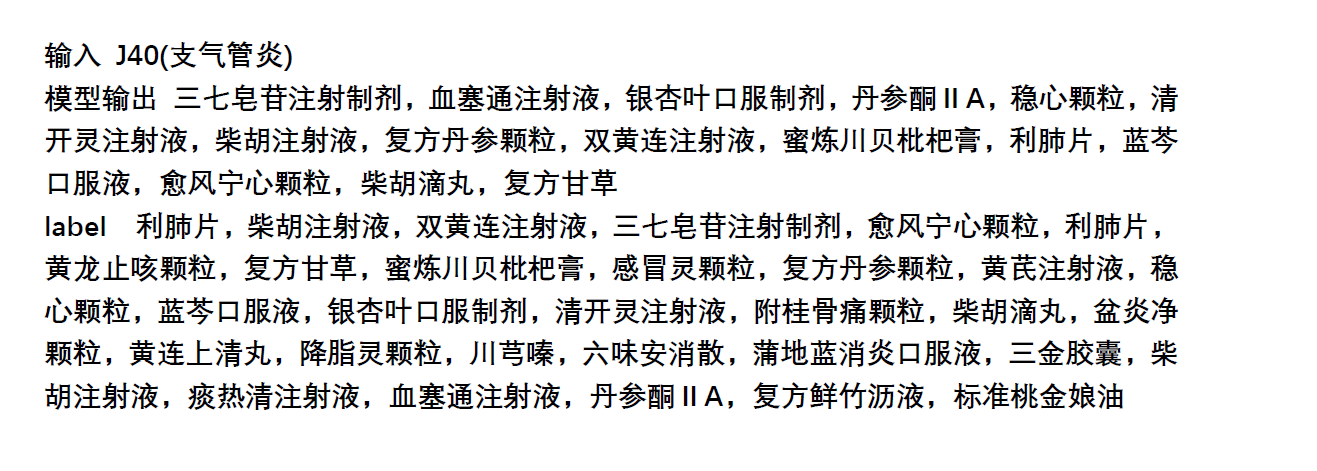 输入 J40(支气管炎)
模型输出 三七皂苷注射制剂，血塞通注射液，银杏叶口服制剂，丹参酮 II A，稳心颗粒，清
开灵注射液，柴胡注射液，复方丹参颗粒，双黄连注射液，蜜炼川贝枇杷膏，利肺片，蓝芩
口服液，愈风宁心颗粒，柴胡滴丸，复方甘草
label 利肺片，柴胡注射液，双黄连注射液，三七皂苷注射制剂，愈风宁心颗粒，利肺片，
黄龙止咳颗粒，复方甘草，蜜炼川贝枇杷膏，感冒灵颗粒，复方丹参颗粒，黄芪注射液，稳
心颗粒，蓝芩口服液，银杏叶口服制剂，清开灵注射液，附桂骨痛颗粒，柴胡滴丸，盆炎净
颗粒，黄连上清丸，降脂灵颗粒，川芎嗪，六味安消散，蒲地蓝消炎口服液，三金胶囊，柴
胡注射液，痰热清注射液，血塞通注射液，丹参酮 II A，复方鲜竹沥液，标准桃金娘油